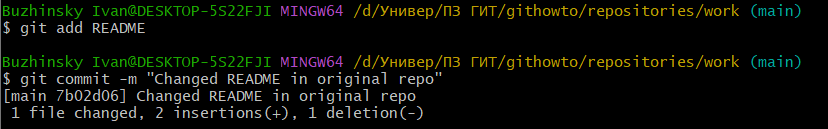 Buzhinsky Ivan@DESKTOP-5S22FJI MINGW64 /d/Универ/ПЗ ГИТ/githowto/repositories/work (main)
$ git add README
Buzhinsky Ivan@DESKTOP-5S22FJI MINGW64 /d/Универ/ПЗ ГИТ/githowto/repositories/work (main)
$ git commit -m "Changed README in original repo"
[main 7b02d06] Changed README in original repo
1 file changed, 2 insertions(+), 1 deletion(-)